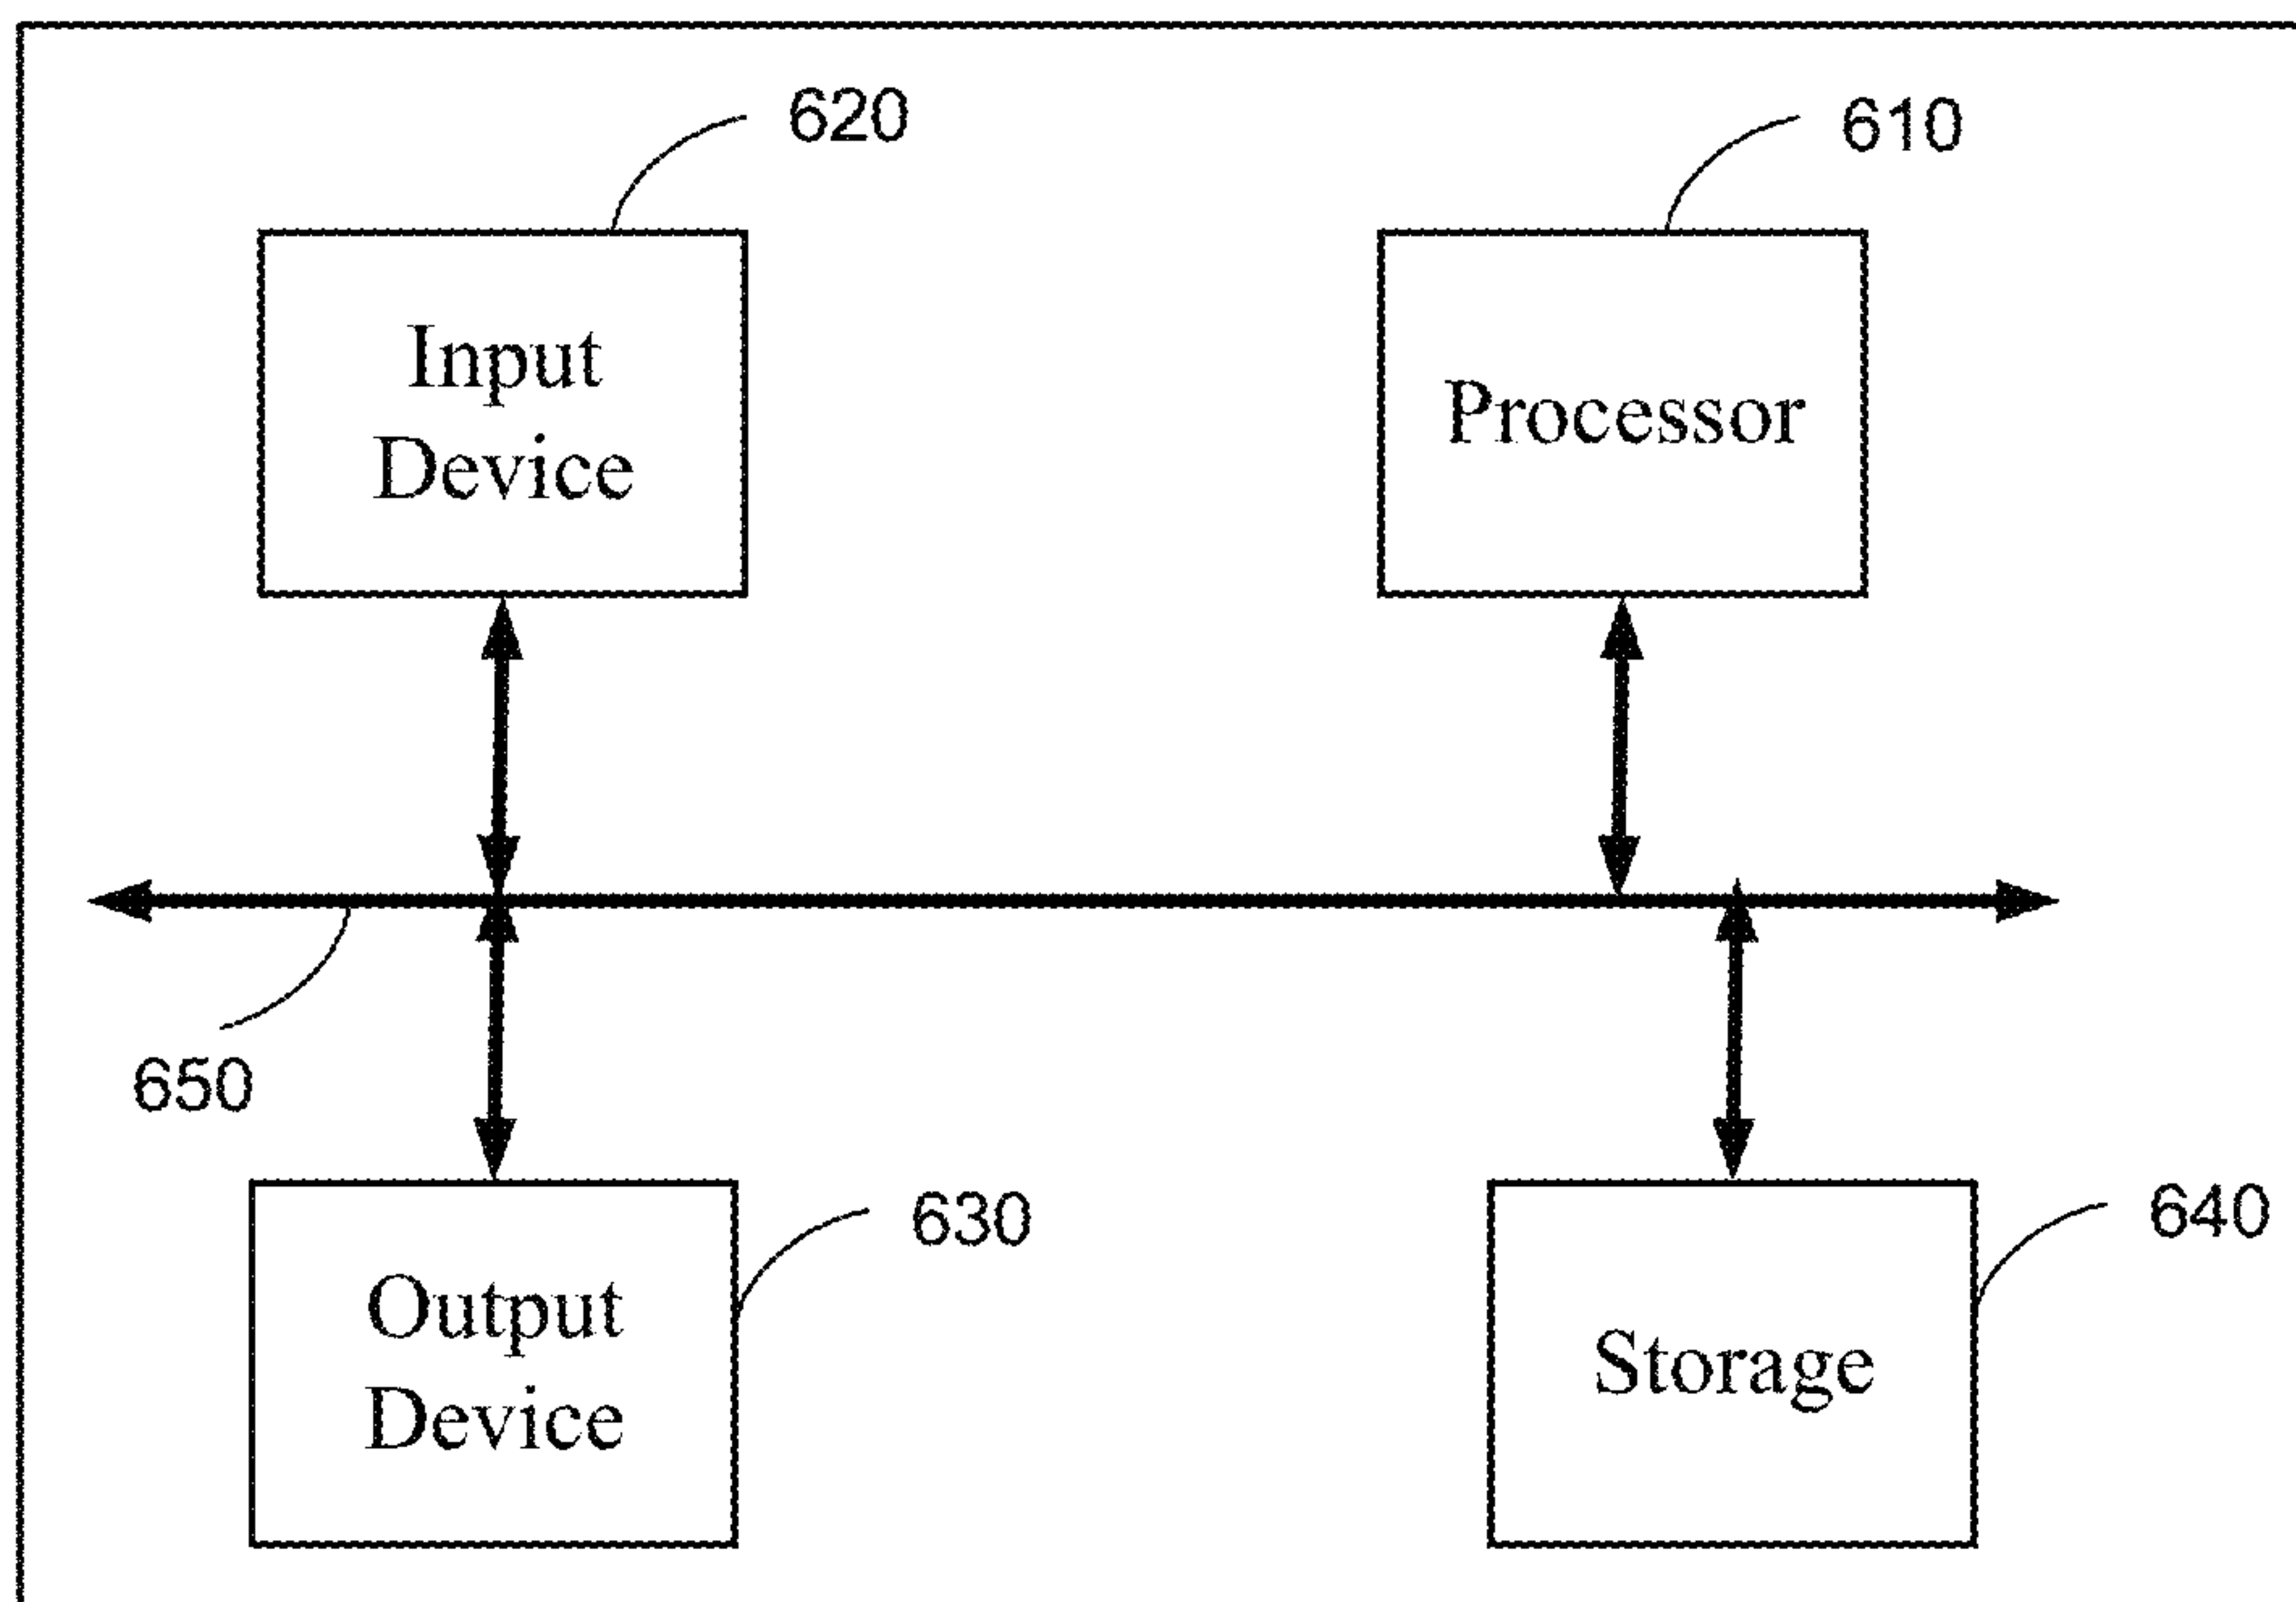 620
610
Input
Device
Processor
650
630
640
Output
Device
Storage